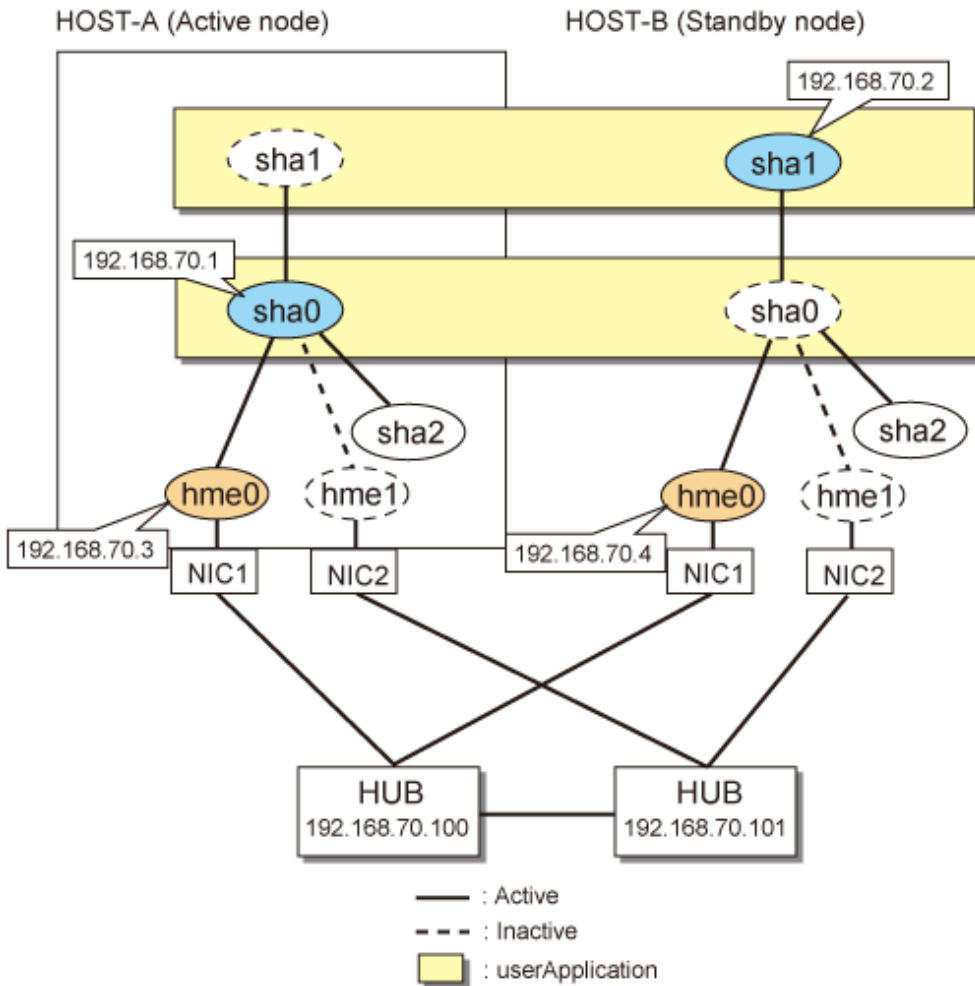 HOST-A (Active node)
HOST-B (Standby node)
192.168.70.2
sha1
sha1
192.168.70.1
sha0
sha0
sha2
sha2
hme0
hme1
hme0
hme1
192.168.70.3
192.168.70.4
NIC1
NIC2
NIC1
NIC2
HUB
192.168.70.100
HUB
192.168.70.101
: Active
: Inactive
: userApplication